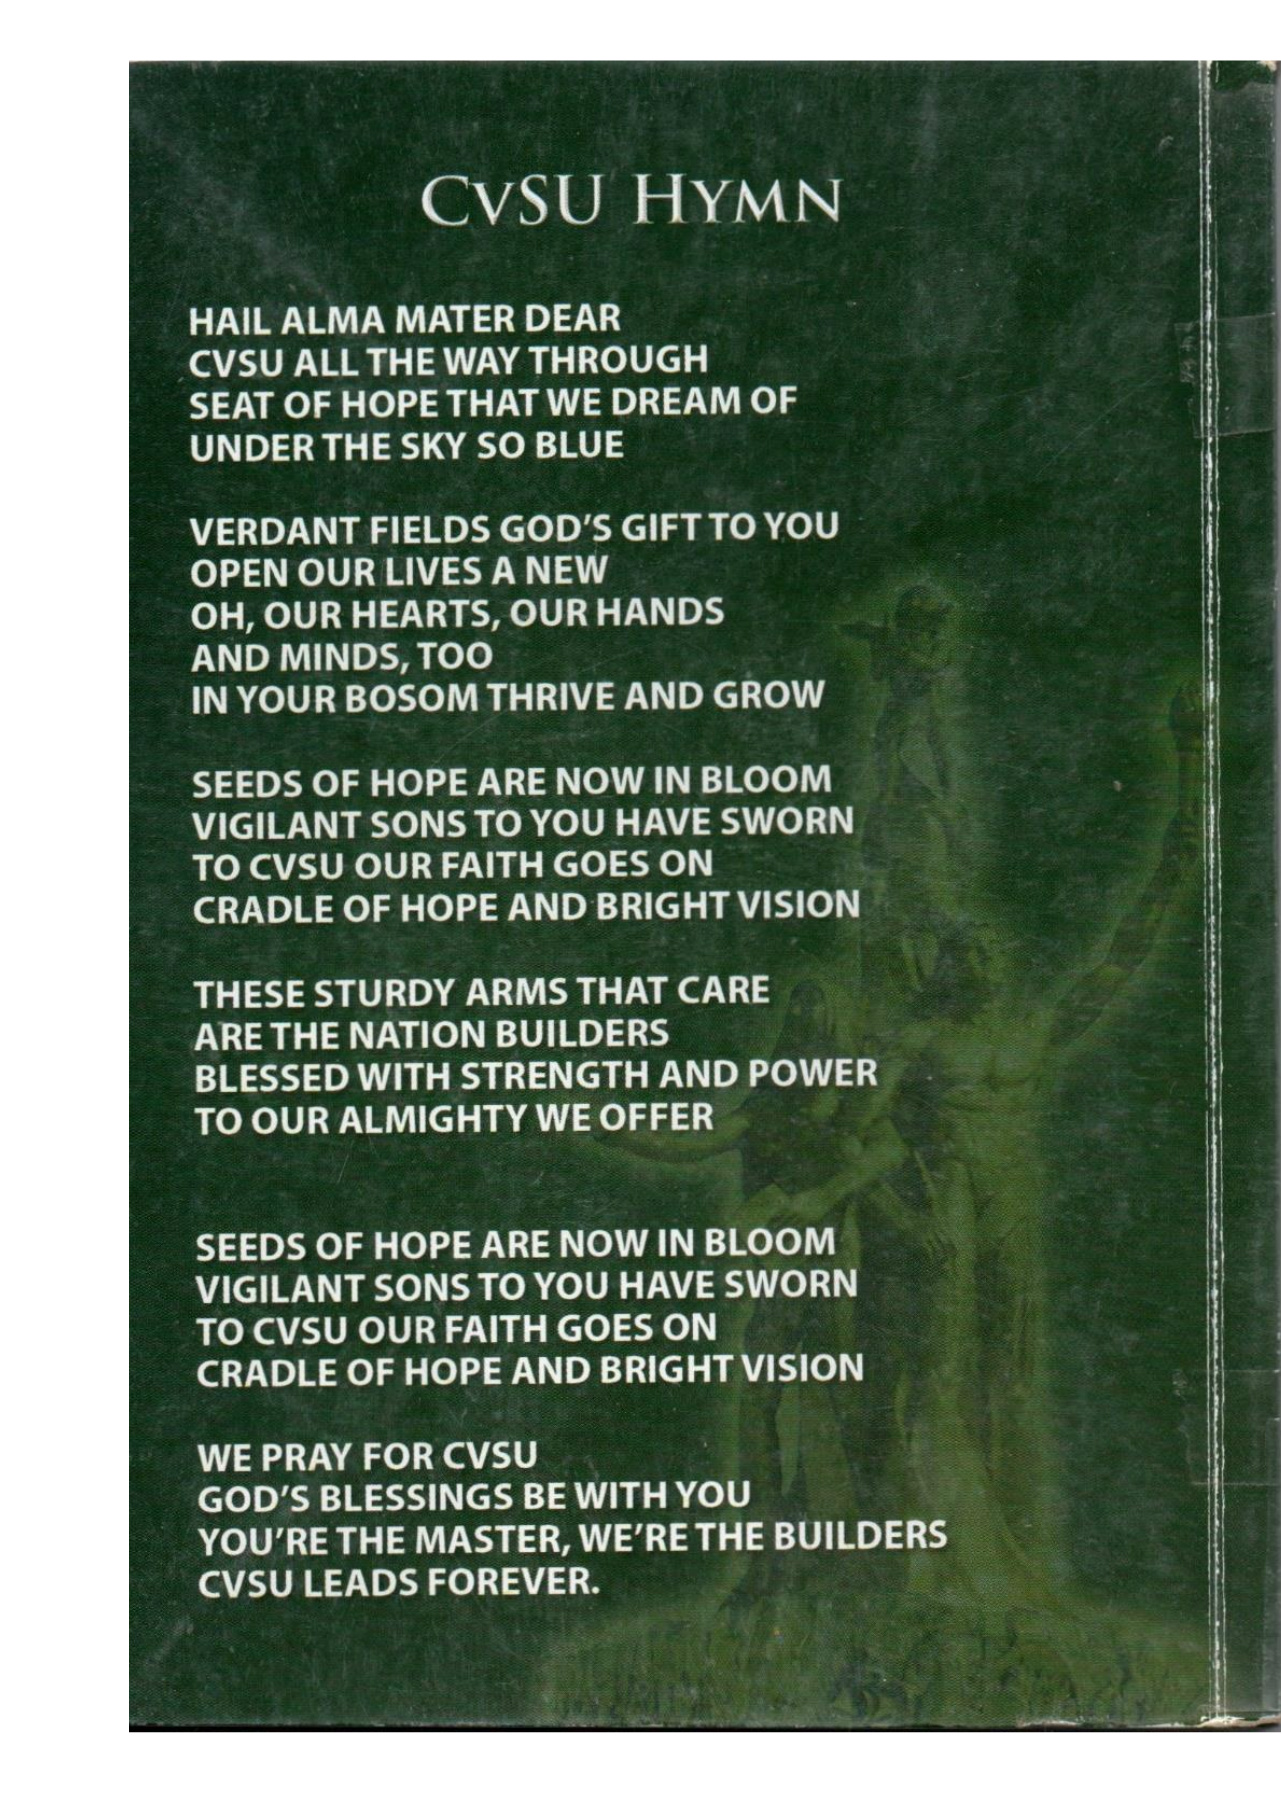 CVSU HYMN
HAIL ALMA MATER DEAR
CVSU ALL THE WAY THROUGH
SEAT OF HOPE THAT WE DREAM OF
UNDER THE SKY SO BLUE
VERDANT FIELDS GOD'S GIFT TO YOU
OPEN OUR LIVES A NEW
OH, OUR HEARTS, OUR HANDS
AND MINDS, TOO
IN YOUR BOSOM THRIVE AND GROW
SEEDS OF HOPE ARE NOW IN BLOOM
VIGILANT SONS TO YOU HAVE SWORN
TO CVSU OUR FAITH GOES ON
CRADLE OF HOPE AND BRIGHT VISION
THESE STURDY ARMS THAT CARE
ARE THE NATION BUILDERS
BLESSED WITH STRENGTH AND POWER
TO OUR ALMIGHTY WE OFFER
SEEDS OF HOPE ARE NOW IN BLOOM
VIGILANT SONS TO YOU HAVE SWORN
TO CVSU OUR FAITH GOES ON
CRADLE OF HOPE AND BRIGHT VISION
WE PRAY FOR CVSU
GOD'S BLESSINGS BE WITH YOU
YOU'RE THE MASTER, WE'RE THE BUILDERS
CVSU LEADS FOREVER.